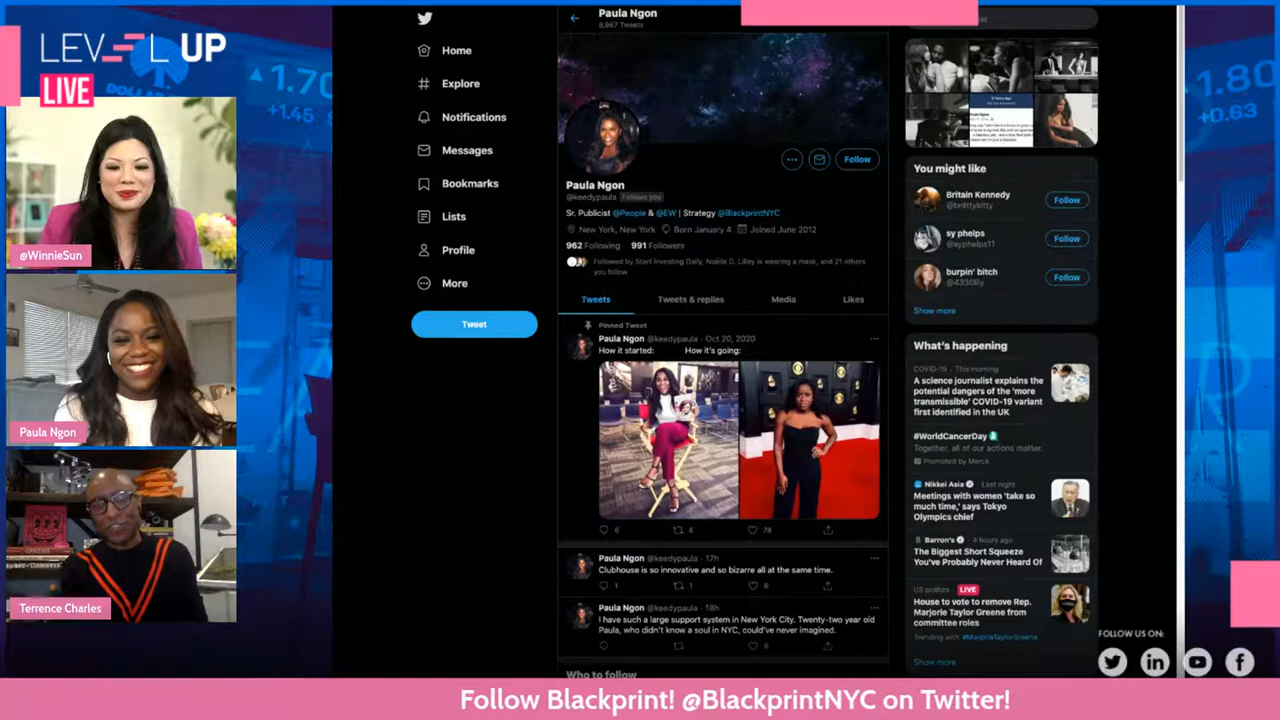 LEVEL UP
LIVE
@WinnieSun
Paula Ngon
Terrence Charles
1.70
+1.45
1.80
+0.63
Home
Explore
Notifications
Messages
Bookmarks
Lists
Profile
More
Tweet
Paula Ngon
8,967 Tweets
Follow
Paula Ngon
@keedypaula Follows you
Sr. Publicist @People & @EW | Strategy @BlackprintNYC
New York, New York Born January 4 Joined June 2012
962 Following 991 Followers
Followed by Start Investing Daily, Noëlle D. Lilley is wearing a mask, and 21 others
you follow
Tweets Tweets & replies Media Likes
Pinned Tweet
Paula Ngon @keedypaula · Oct 20, 2020
How it started: How it's going:
6 8 78
Paula Ngon @keedypaula · 17h
Clubhouse is so innovative and so bizarre all at the same time.
1 1 6
Paula Ngon @keedypaula · 18h
I have such a large support system in New York City. Twenty-two year old
Paula, who didn't know a soul in NYC, could've never imagined.
8
Who to follow
You might like
Britain Kennedy
@brittykitty
Follow
sy phelps
@syphelps11
Follow
burpin' bitch
Follow
Show more
What's happening
COVID-19 · This morning
A science journalist explains the
potential dangers of the 'more
transmissible' COVID-19 variant
first identified in the UK
#WorldCancerDay
Together, all of our actions matter.
Promoted by Merck
Nikkei Asia · Last night
Meetings with women 'take so
much time,' says Tokyo
Olympics chief
Barron's · 4 hours ago
The Biggest Short Squeeze
You've Probably Never Heard Of
US politics LIVE
House to vote to remove Rep.
Marjorie Taylor Greene from
committee roles
Trending with #MarjorieTaylorGreene
Show more
FOLLOW US ON:
Follow Blackprint! @BlackprintNYC on Twitter!